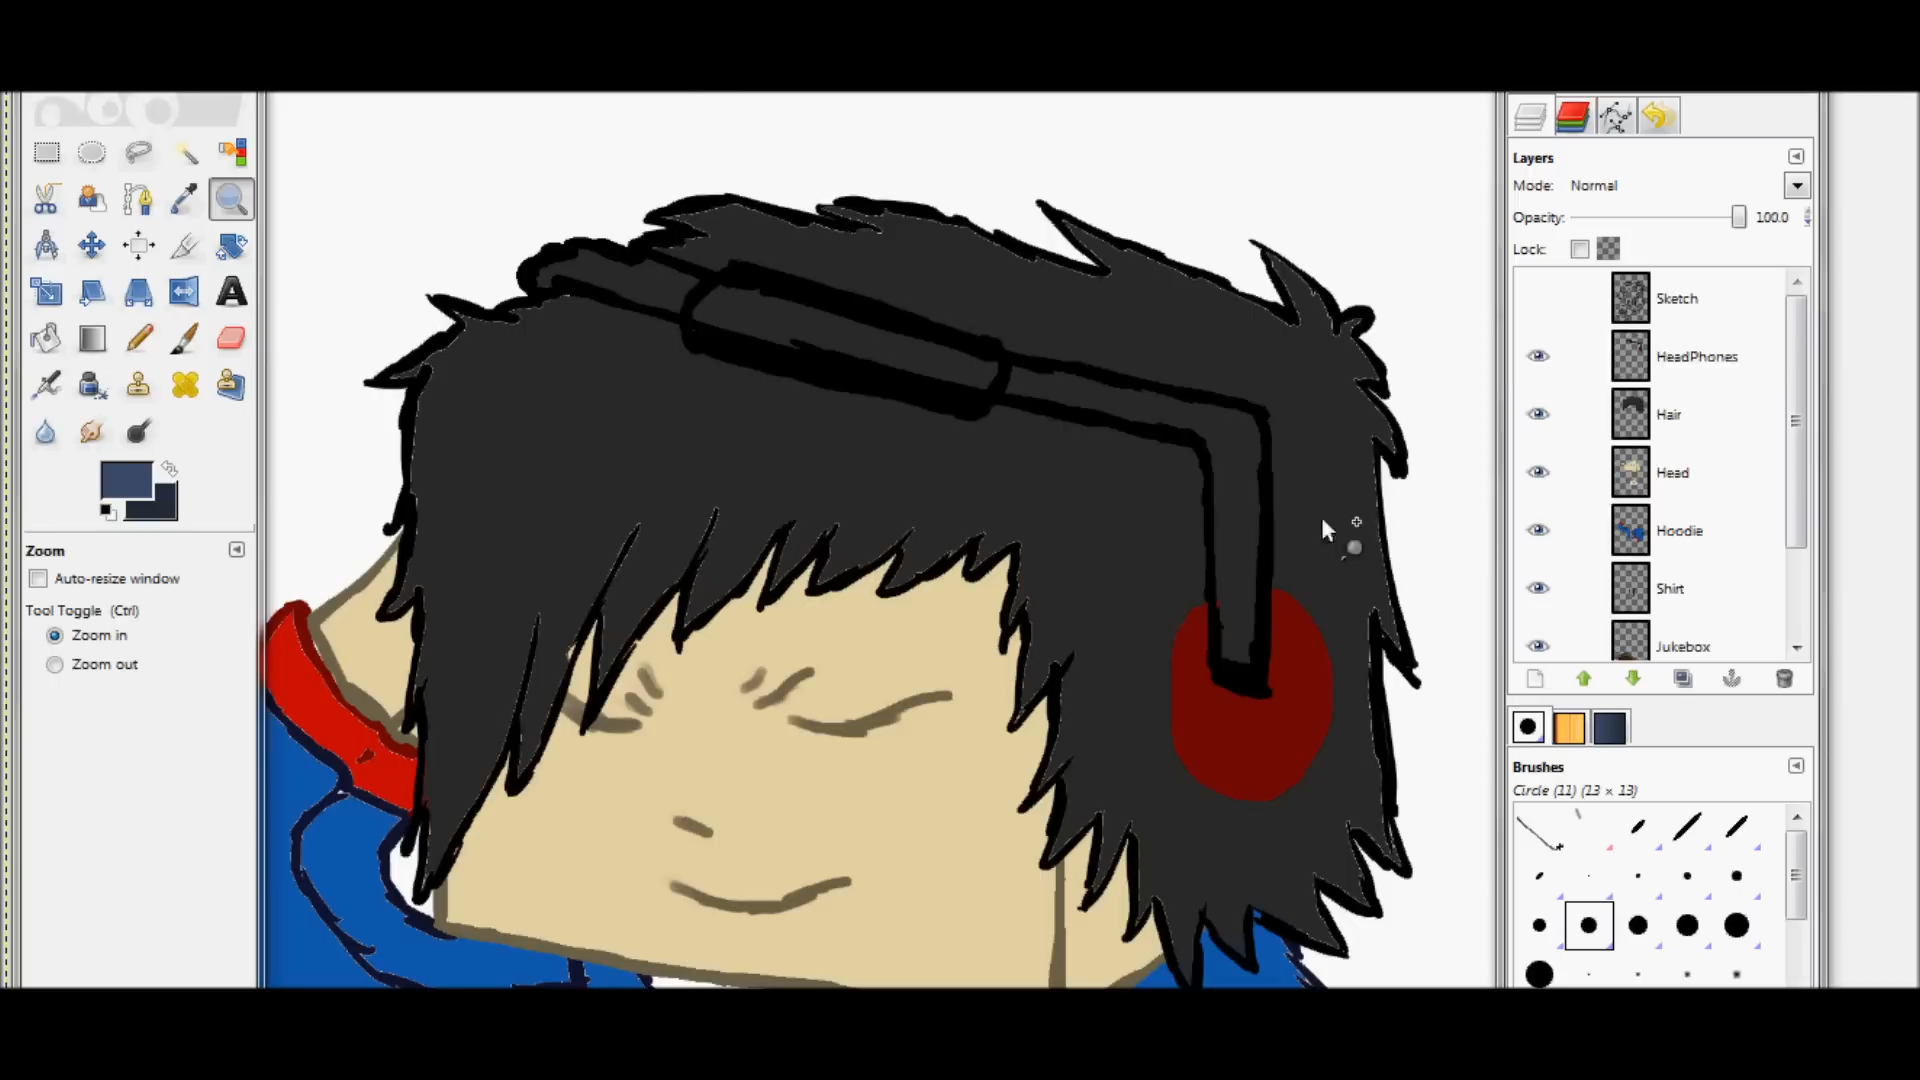 Zoom
Auto-resize window
Tool Toggle (Ctrl)
Zoom in
Zoom out
Layers
Mode: Normal
Opacity: 100.0
Lock:
Sketch
HeadPhones
Hair
Head
Hoodie
Shirt
Jukebox
Brushes
Circle (11) (13 × 13)